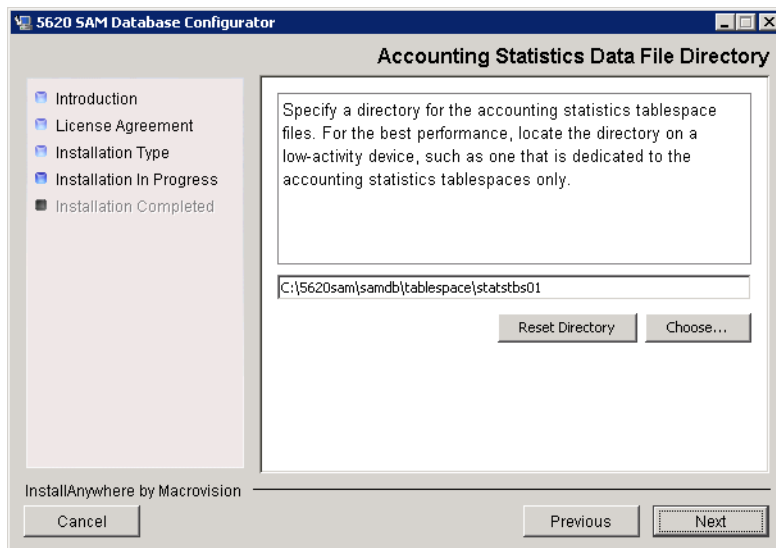 5620 SAM Database Configurator
Accounting Statistics Data File Directory
Introduction
License Agreement
Installation Type
Installation In Progress
Installation Completed
Specify a directory for the accounting statistics tablespace
files. For the best performance, locate the directory on a
low-activity device, such as one that is dedicated to the
accounting statistics tablespaces only.
C:\5620sam\samdb\tablespace\statstbs01
Reset Directory
Choose...
InstallAnywhere by Macrovision
Cancel
Previous
Next